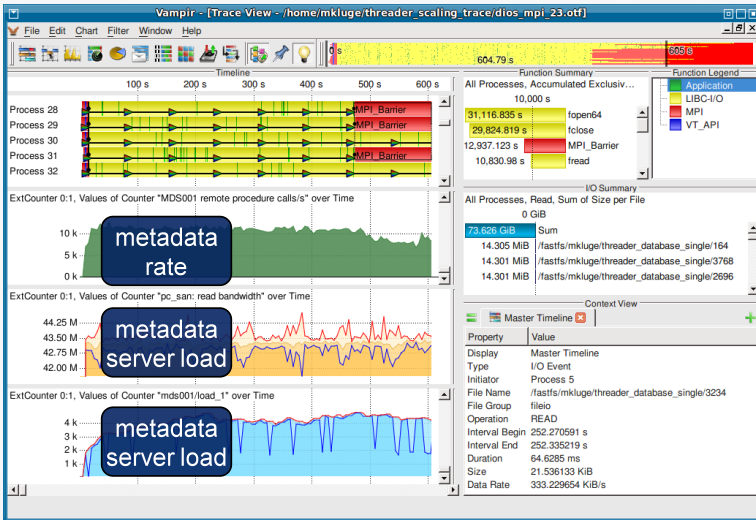 Vampir - [Trace View - /home/mkluge/threader_scaling_trace/dios_mpi_23.otf]
File Edit Chart Filter Window Help
0 s
604.79 s
605 s
Timeline
100 s 200 s 300 s 400 s 500 s 600 s
Process 28
MPI_Barrier
Process 29
MPI_Barrier
Process 30
Process 31
MPI_Barrier
Process 32
ExtCounter 0:1, Values of Counter "MDS001 remote procedure calls/s" over Time
10 k
5 k
0 k
metadata
rate
ExtCounter 0:1, Values of Counter "pc_san: read bandwidth" over Time
44.25 M
43.50 M
42.75 M
42.00 M
metadata
server load
ExtCounter 0:1, Values of Counter "mds001/load_1" over Time
4 k
3 k
2 k
1 k
metadata
server load
Function Summary
All Processes, Accumulated Exclusiv...
10,000 s
31,116.835 s fopen64
29,824.819 s fclose
12,937.123 s MPI_Barrier
10,830.98 s fread
Function Legend
Application
LIBC-I/O
MPI
VT_API
I/O Summary
All Processes, Read, Sum of Size per File
0 GiB
73.626 GiB Sum
14.305 MiB /fastfs/mkluge/threader_database_single/164
14.301 MiB /fastfs/mkluge/threader_database_single/3768
14.301 MiB /fastfs/mkluge/threader_database_single/2696
Context View
Master Timeline
Property Value
Display Master Timeline
Type I/O Event
Initiator Process 5
File Name /fastfs/mkluge/threader_database_single/3234
File Group fileio
Operation READ
Interval Begin 252.270591 s
Interval End 252.335219 s
Duration 64.6285 ms
Size 21.536133 KiB
Data Rate 333.229654 KiB/s